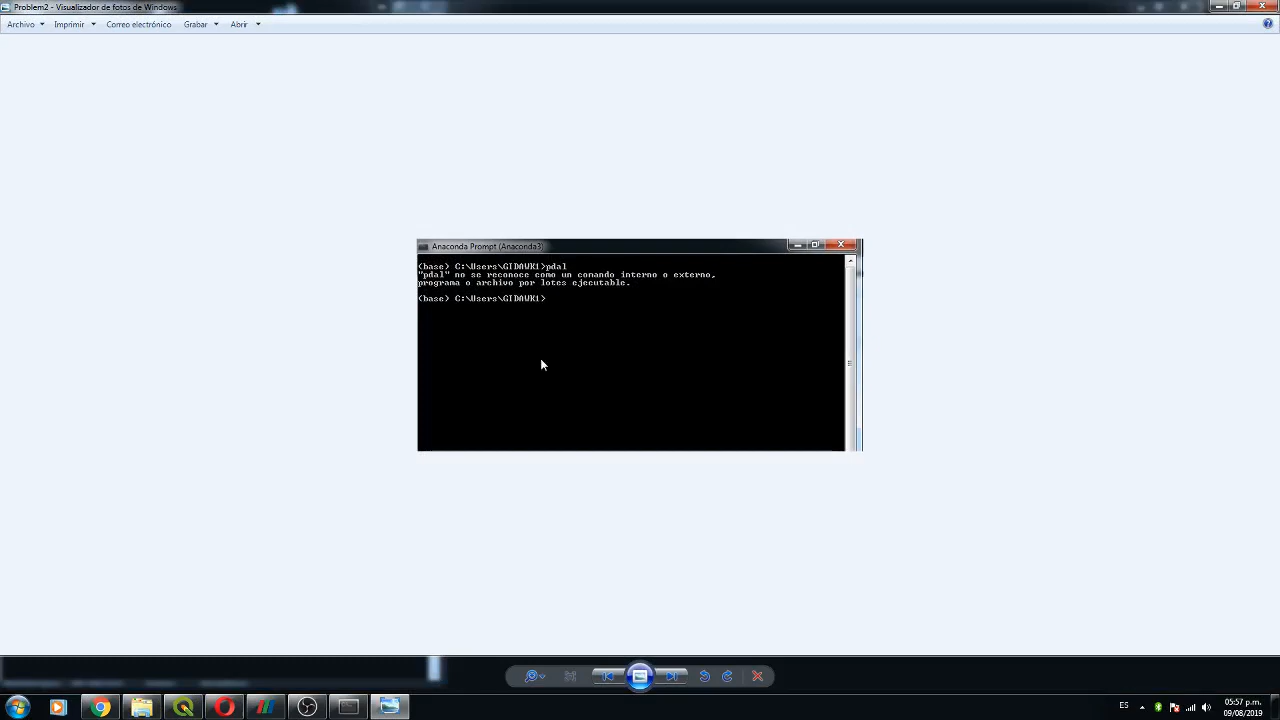 Problem2 - Visualizador de fotos de Windows
Archivo Imprimir Correo electrónico Grabar Abrir
Anaconda Prompt (Anaconda3)
(base) C:\Users\GIDAWK1>pdal
"pdal" no se reconoce como un comando interno o externo,
programa o archivo por lotes ejecutable.
(base) C:\Users\GIDAWK1>
ES
05:57 p.m.
09/08/2019